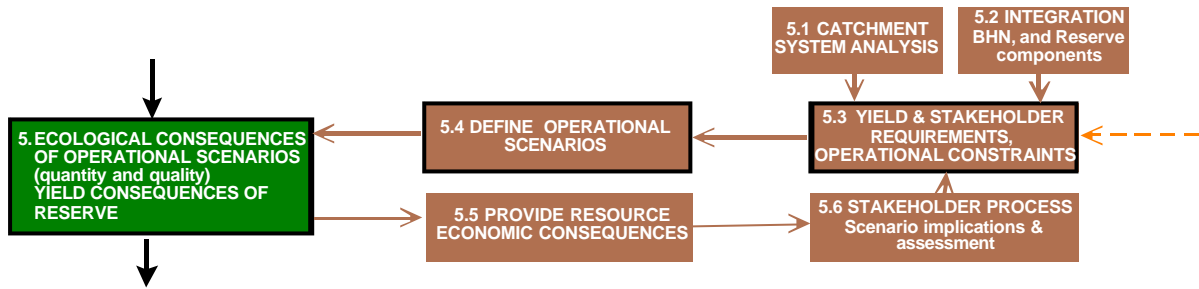 5.1 CATCHMENT
SYSTEM ANALYSIS
5.2 INTEGRATION
BHN, and Reserve
components
5. ECOLOGICAL CONSEQUENCES
OF OPERATIONAL SCENARIOS
(quantity and quality)
YIELD CONSEQUENCES OF
RESERVE
5.4 DEFINE OPERATIONAL
SCENARIOS
5.3 YIELD & STAKEHOLDER
REQUIREMENTS,
OPERATIONAL CONSTRAINTS
5.5 PROVIDE RESOURCE
ECONOMIC CONSEQUENCES
5.6 STAKEHOLDER PROCESS
Scenario implications &
assessment